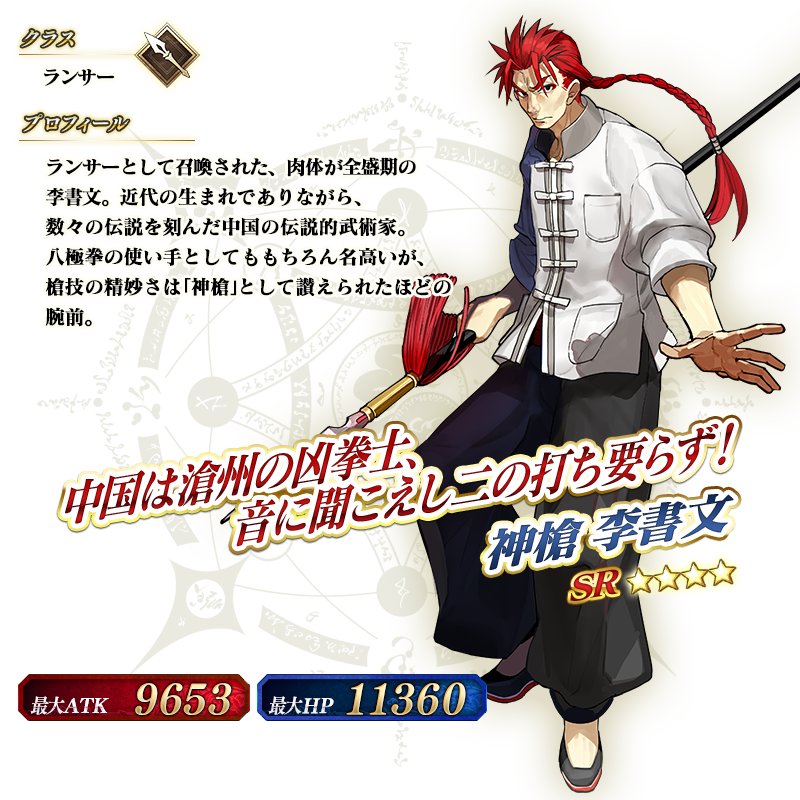 クラス
ランサー
プロフィール
ランサーとして召喚された、肉体が全盛期の
李書文。近代の生まれでありながら、
数々の伝説を刻んだ中国の伝説的武術家。
八極拳の使い手としてももちろん名高いが、
槍技の精妙さは「神槍」として讃えられたほどの
腕前。
中国は滄州の凶拳士、
音に聞こえし二の打ち要らず！
神槍 李書文
SR ☆☆☆☆
最大ATK 9653
最大HP 11360